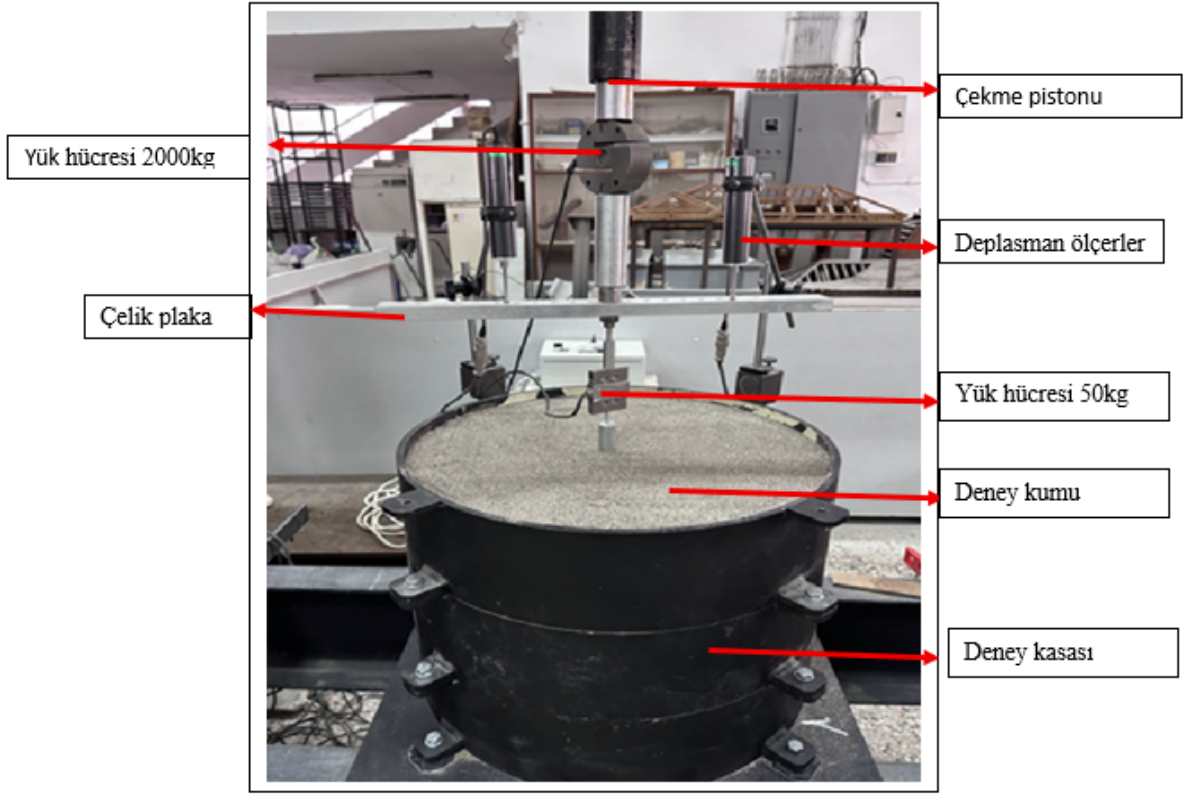 Çekme pistonu
Yük hücresi 2000kg
Deplasman ölçerler
Çelik plaka
Yük hücresi 50kg
Deney kumu
Deney kasası